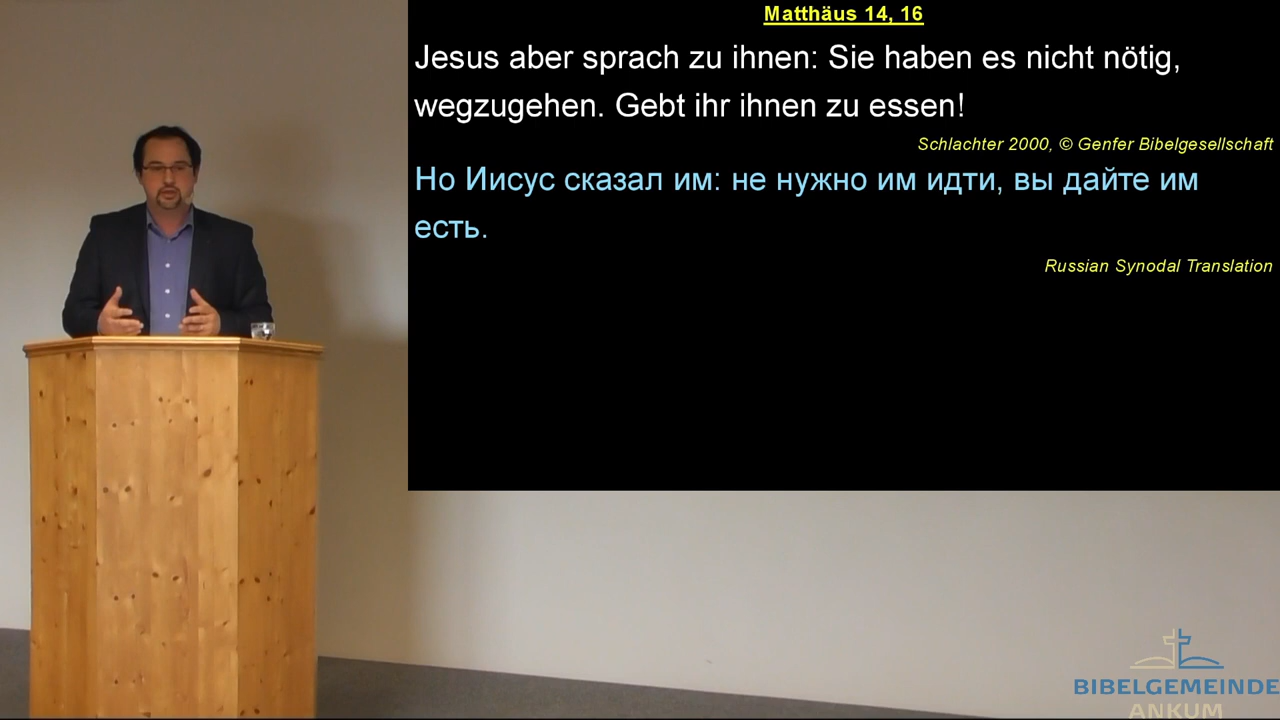 Matthäus 14, 16
Jesus aber sprach zu ihnen: Sie haben es nicht nötig,
wegzugehen. Gebt ihr ihnen zu essen!
Schlachter 2000, © Genfer Bibelgesellschaft
Но Иисус сказал им: не нужно им идти, вы дайте им
есть.
Russian Synodal Translation
BIBELGEMEINDE
ANKUM